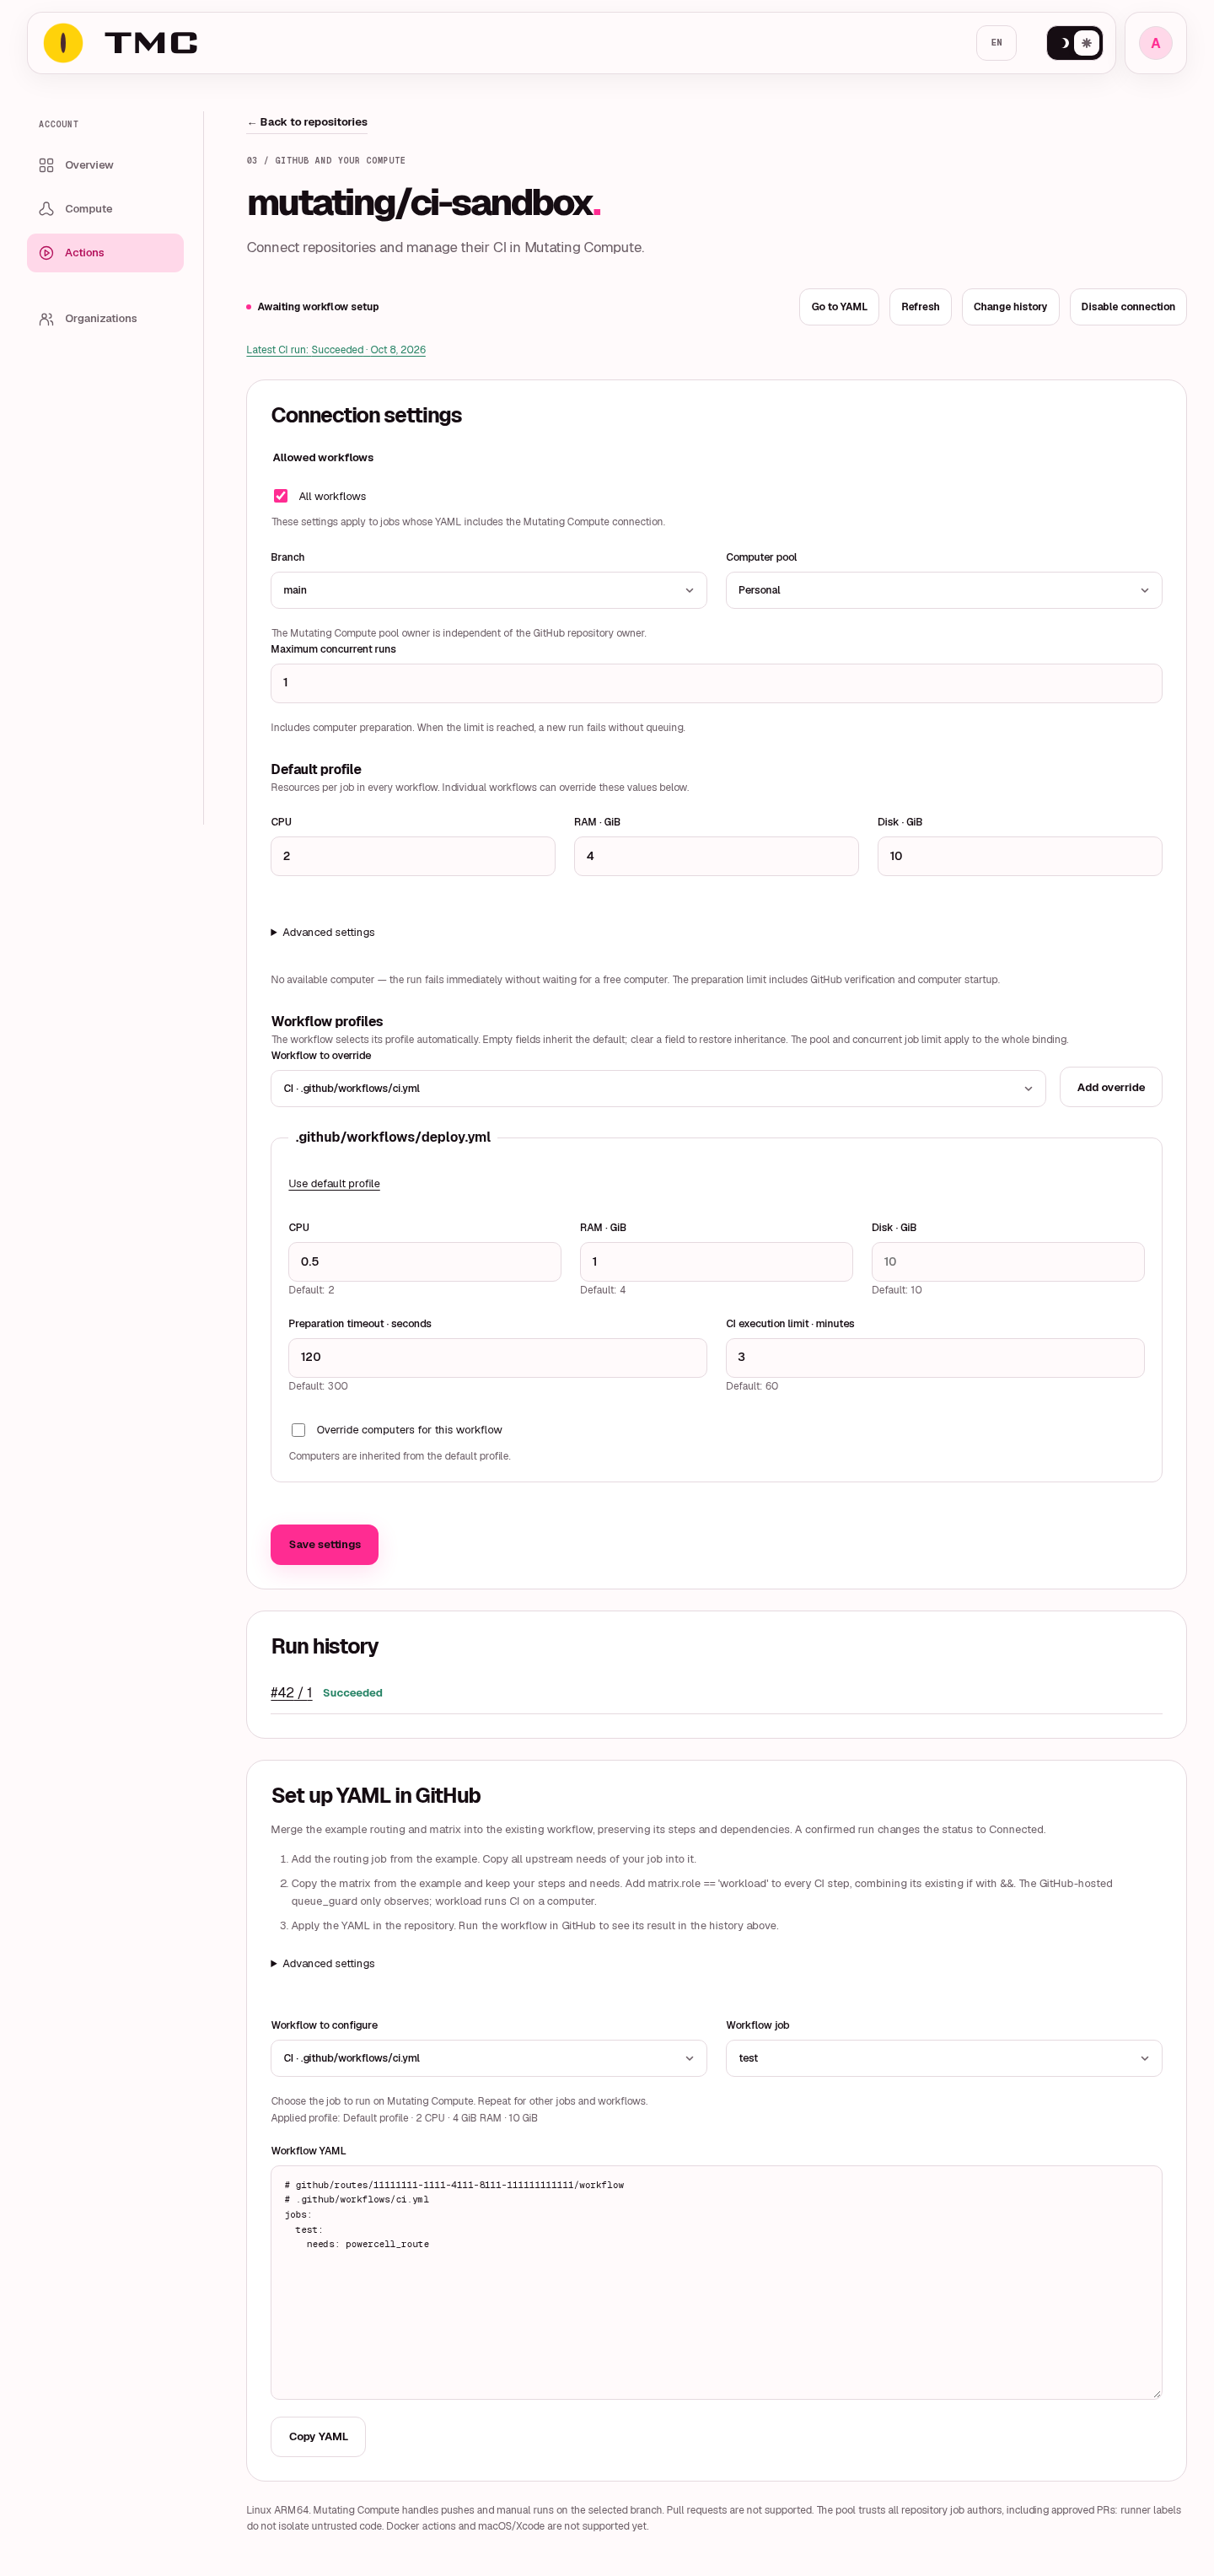 TMC
EN
A
ACCOUNT
Overview
Compute
Actions
Organizations
← Back to repositories
03 / GITHUB AND YOUR COMPUTE
mutating/ci-sandbox.
Connect repositories and manage their CI in Mutating Compute.
Awaiting workflow setup
Go to YAML
Refresh
Change history
Disable connection
Latest CI run: Succeeded · Oct 8, 2026
Connection settings
Allowed workflows
All workflows
These settings apply to jobs whose YAML includes the Mutating Compute connection.
Branch
Computer pool
main
Personal
The Mutating Compute pool owner is independent of the GitHub repository owner.
Maximum concurrent runs
1
Includes computer preparation. When the limit is reached, a new run fails without queuing.
Default profile
Resources per job in every workflow. Individual workflows can override these values below.
CPU
RAM · GiB
Disk · GiB
2
4
10
Advanced settings
No available computer — the run fails immediately without waiting for a free computer. The preparation limit includes GitHub verification and computer startup.
Workflow profiles
The workflow selects its profile automatically. Empty fields inherit the default; clear a field to restore inheritance. The pool and concurrent job limit apply to the whole binding.
Workflow to override
CI · .github/workflows/ci.yml
Add override
.github/workflows/deploy.yml
Use default profile
CPU
RAM · GiB
Disk · GiB
0.5
1
10
Default: 2
Default: 4
Default: 10
Preparation timeout · seconds
CI execution limit · minutes
120
3
Default: 300
Default: 60
Override computers for this workflow
Computers are inherited from the default profile.
Save settings
Run history
#42 / 1
Succeeded
Set up YAML in GitHub
Merge the example routing and matrix into the existing workflow, preserving its steps and dependencies. A confirmed run changes the status to Connected.
1. Add the routing job from the example. Copy all upstream needs of your job into it.
2. Copy the matrix from the example and keep your steps and needs. Add matrix.role == 'workload' to every CI step, combining its existing if with &&. The GitHub-hosted
queue_guard only observes; workload runs CI on a computer.
3. Apply the YAML in the repository. Run the workflow in GitHub to see its result in the history above.
Advanced settings
Workflow to configure
Workflow job
CI · .github/workflows/ci.yml
test
Choose the job to run on Mutating Compute. Repeat for other jobs and workflows.
Applied profile: Default profile · 2 CPU · 4 GiB RAM · 10 GiB
Workflow YAML
# github/routes/11111111-1111-4111-8111-111111111111/workflow
# .github/workflows/ci.yml
jobs:
test:
needs: powercell_route
Copy YAML
Linux ARM64. Mutating Compute handles pushes and manual runs on the selected branch. Pull requests are not supported. The pool trusts all repository job authors, including approved PRs: runner labels
do not isolate untrusted code. Docker actions and macOS/Xcode are not supported yet.